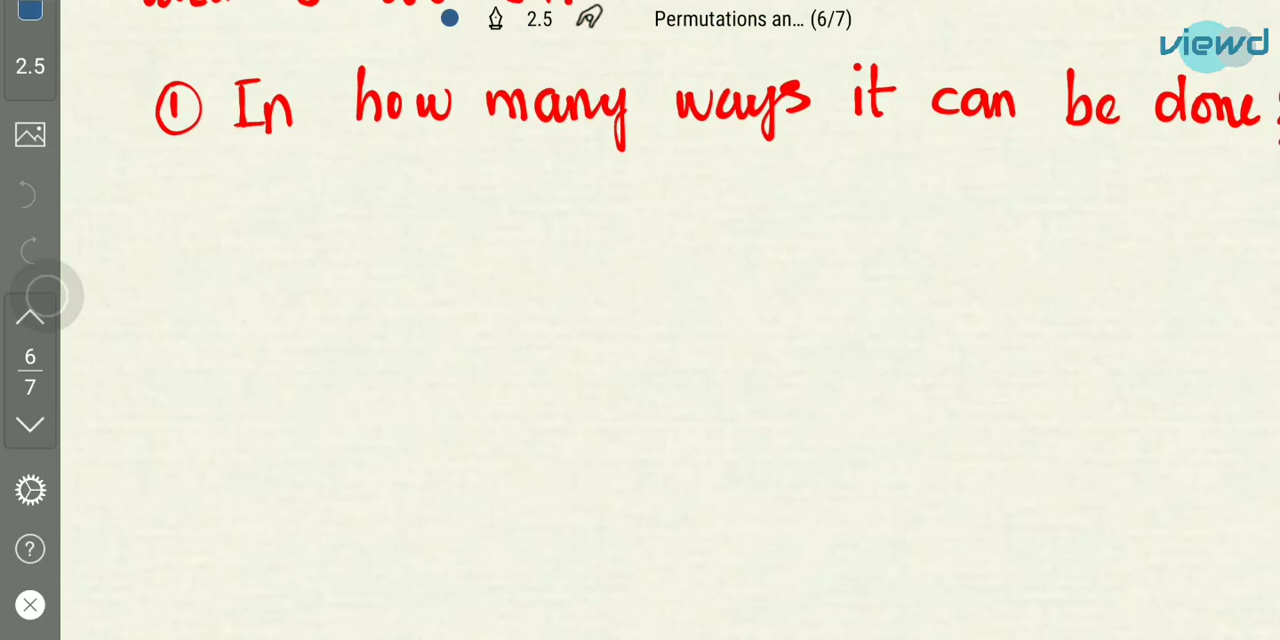 2.5 Permutations an... (6/7)
viewd
2.5
① In how many ways it can be done
6
7
?